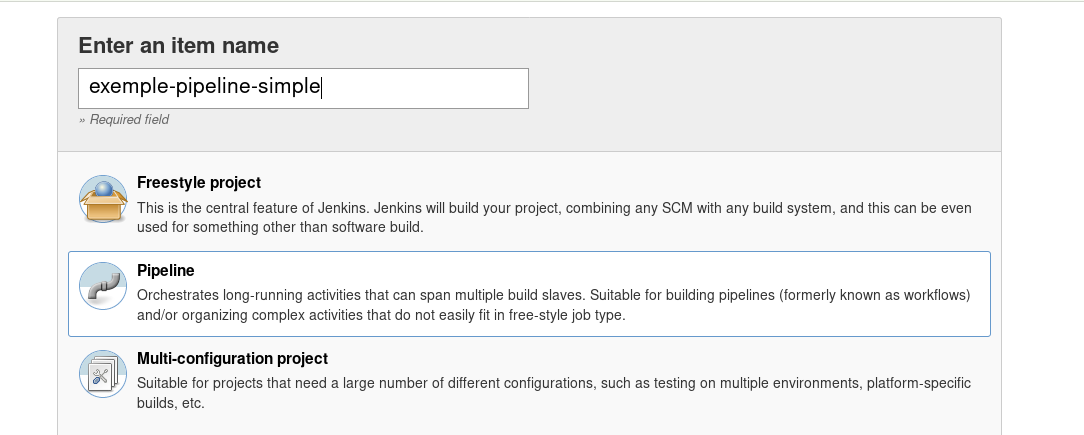 Enter an item name
exemple-pipeline-simple
» Required field
Freestyle project
This is the central feature of Jenkins. Jenkins will build your project, combining any SCM with any build system, and this can be even
used for something other than software build.
Pipeline
Orchestrates long-running activities that can span multiple build slaves. Suitable for building pipelines (formerly known as workflows)
and/or organizing complex activities that do not easily fit in free-style job type.
Multi-configuration project
Suitable for projects that need a large number of different configurations, such as testing on multiple environments, platform-specific
builds, etc.